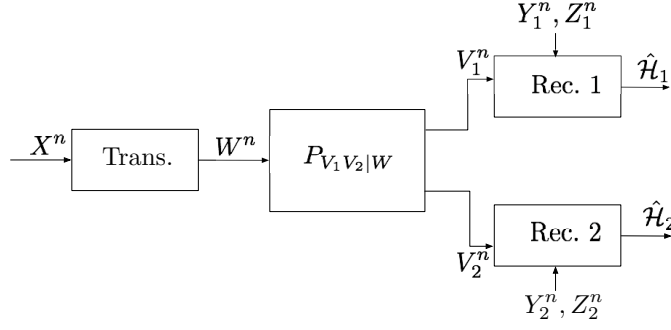 Y_1^n, Z_1^n
V_1^n
Rec. 1
\hat{\mathcal{H}}_1
X^n
Trans.
W^n
P_{V_1V_2|W}
Rec. 2
\hat{\mathcal{H}}_2
V_2^n
Y_2^n, Z_2^n